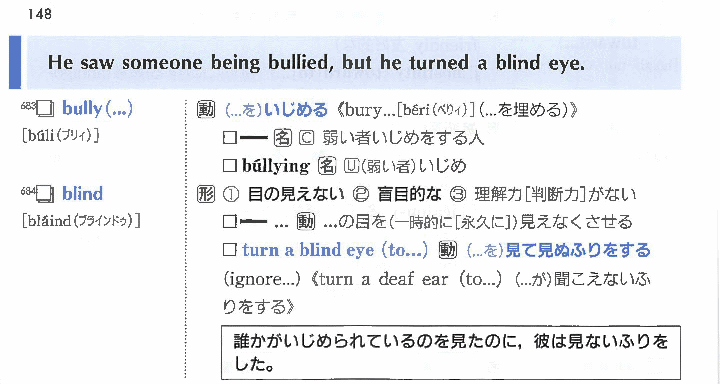 148
He saw someone being bullied, but he turned a blind eye.
683 □ bully (...) 動 (...を)いじめる《bury...[béri(ベリィ)](...を埋める)》
[búli(ブリィ)] □━ 名 C 弱い者いじめをする人
□ búllying 名 U(弱い者)いじめ
684 □ blind 形 ① 目の見えない ② 盲目的な ③ 理解力[判断力]がない
[bláind(ブラインドゥ)] □━ ... 動 ...の目を(一時的に[永久に])見えなくさせる
□ turn a blind eye (to...) 動 (...を)見て見ぬふりをする
(ignore...)《turn a deaf ear (to...) (...が)聞こえないふ
りをする》
誰かがいじめられているのを見たのに，彼は見ないふりを
した。